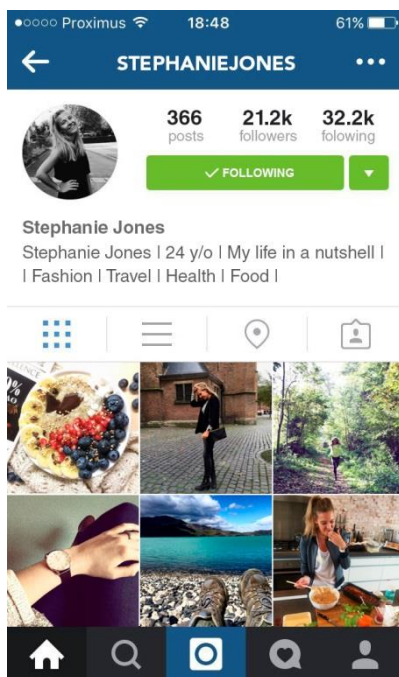 ●○○○○ Proximus 18:48 61%
STEPHANIEJONES
366 21.2k 32.2k
posts followers folowing
✓ FOLLOWING
Stephanie Jones
Stephanie Jones | 24 y/o | My life in a nutshell |
| Fashion | Travel | Health | Food |